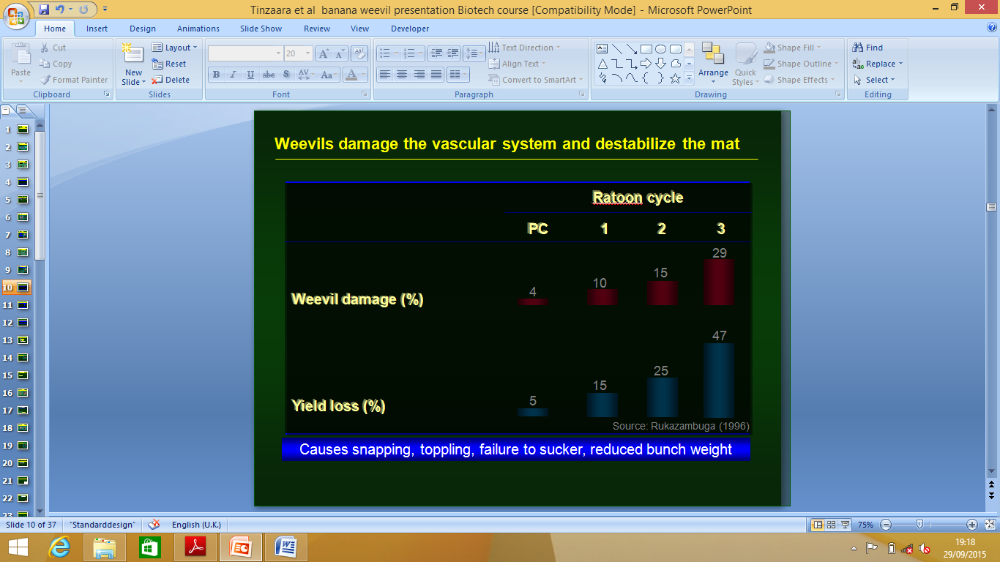 Tinzaara et al  banana weevil presentation Biotech course [Compatibility Mode] - Microsoft PowerPoint
Home Insert Design Animations Slide Show Review View Developer
Paste
Cut
Copy
Format Painter
Clipboard
New Slide
Layout
Reset
Delete
Slides
20
B I U abc S AV Aa A
Font
Text Direction
Align Text
Convert to SmartArt
Paragraph
Arrange
Quick Styles
Shape Fill
Shape Outline
Shape Effects
Drawing
Find
Replace
Select
Editing
1
2
3
4
5
6
7
8
9
10
11
12
13
14
15
16
17
18
19
20
21
22
23
Weevils damage the vascular system and destabilize the mat
Ratoon cycle
PC 1 2 3
Weevil damage (%) 4 10 15 29
Yield loss (%) 5 15 25 47
Source: Rukazambuga (1996)
Causes snapping, toppling, failure to sucker, reduced bunch weight
Slide 10 of 37 "Standarddesign" English (U.K.) 75%
19:18
29/09/2015